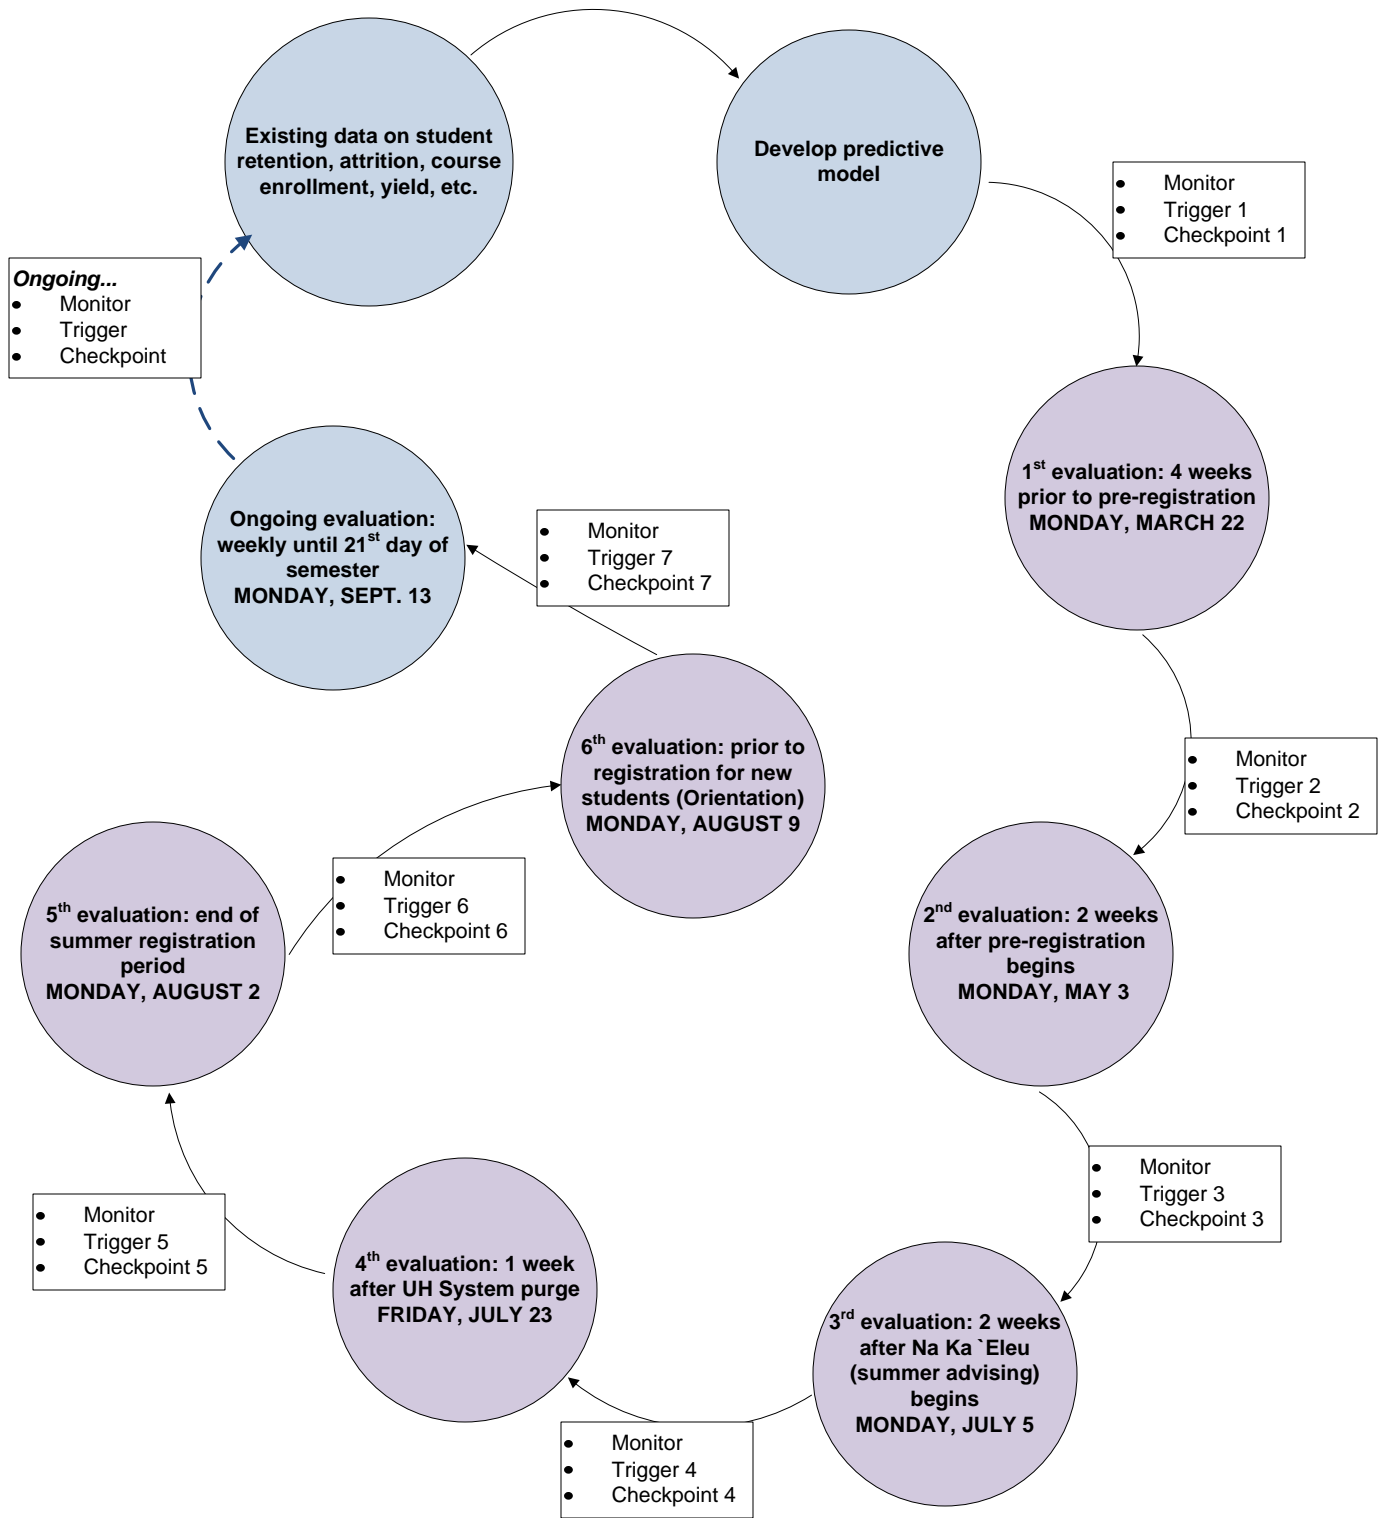 Existing data on student
retention, attrition, course
enrollment, yield, etc.
Develop predictive
model
• Monitor
• Trigger 1
• Checkpoint 1
1st evaluation: 4 weeks
prior to pre-registration
MONDAY, MARCH 22
• Monitor
• Trigger 2
• Checkpoint 2
2nd evaluation: 2 weeks
after pre-registration
begins
MONDAY, MAY 3
• Monitor
• Trigger 3
• Checkpoint 3
3rd evaluation: 2 weeks
after Na Ka `Eleu
(summer advising)
begins
MONDAY, JULY 5
• Monitor
• Trigger 4
• Checkpoint 4
4th evaluation: 1 week
after UH System purge
FRIDAY, JULY 23
• Monitor
• Trigger 5
• Checkpoint 5
5th evaluation: end of
summer registration
period
MONDAY, AUGUST 2
• Monitor
• Trigger 6
• Checkpoint 6
6th evaluation: prior to
registration for new
students (Orientation)
MONDAY, AUGUST 9
• Monitor
• Trigger 7
• Checkpoint 7
Ongoing evaluation:
weekly until 21st day of
semester
MONDAY, SEPT. 13
Ongoing...
• Monitor
• Trigger
• Checkpoint